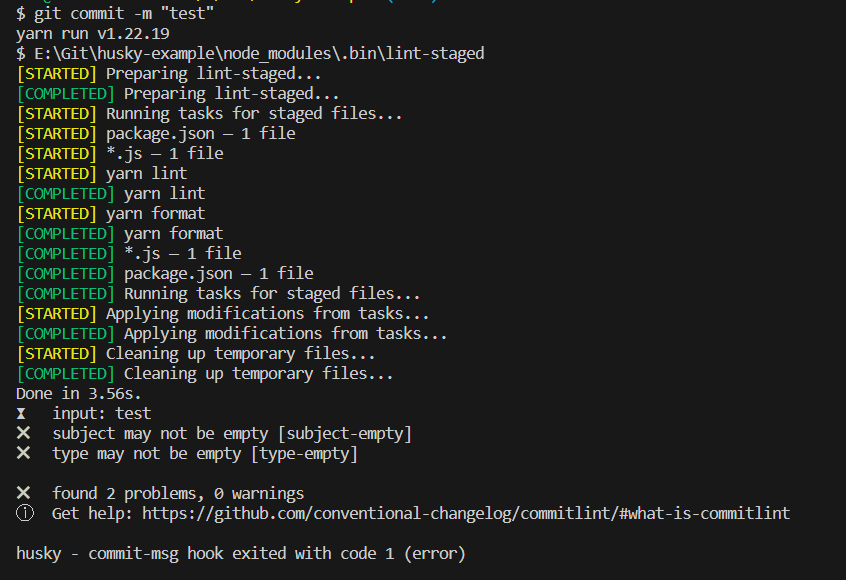 $ git commit -m "test"
yarn run v1.22.19
$ E:\Git\husky-example\node_modules\.bin\lint-staged
[STARTED] Preparing lint-staged...
[COMPLETED] Preparing lint-staged...
[STARTED] Running tasks for staged files...
[STARTED] package.json — 1 file
[STARTED] *.js — 1 file
[STARTED] yarn lint
[COMPLETED] yarn lint
[STARTED] yarn format
[COMPLETED] yarn format
[COMPLETED] *.js — 1 file
[COMPLETED] package.json — 1 file
[COMPLETED] Running tasks for staged files...
[STARTED] Applying modifications from tasks...
[COMPLETED] Applying modifications from tasks...
[STARTED] Cleaning up temporary files...
[COMPLETED] Cleaning up temporary files...
Done in 3.56s.
⧗ input: test
✖ subject may not be empty [subject-empty]
✖ type may not be empty [type-empty]
✖ found 2 problems, 0 warnings
ⓘ Get help: https://github.com/conventional-changelog/commitlint/#what-is-commitlint
husky - commit-msg hook exited with code 1 (error)